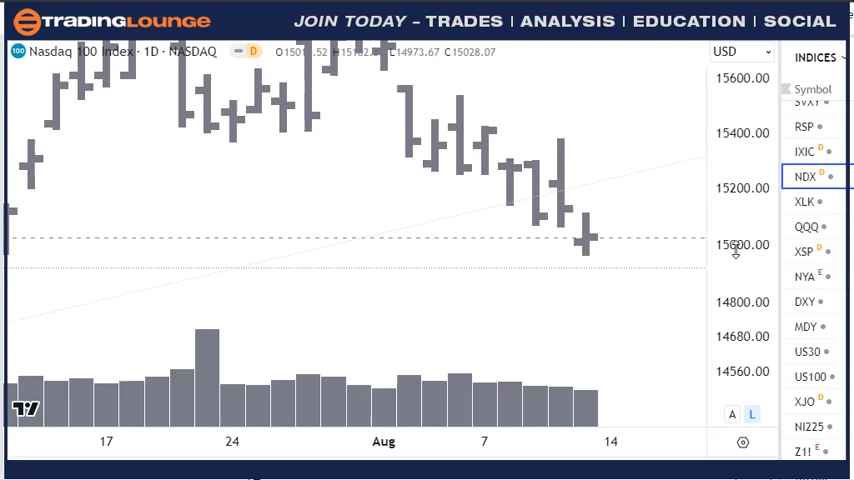 TRADINGLOUNGE JOIN TODAY – TRADES | ANALYSIS | EDUCATION | SOCIAL
100 Nasdaq 100 Index · 1D · NASDAQ D L14973.67 C15028.07
USD
INDICES
Symbol
15600.00
SVXY
RSP
15400.00
IXIC D
NDX D
15200.00
XLK
QQQ
XSP D
NYA E
14800.00
DXY
MDY
14680.00
US30
14560.00
US100
XJO D
A L
NI225
17 24 Aug 7 14
Z1! E